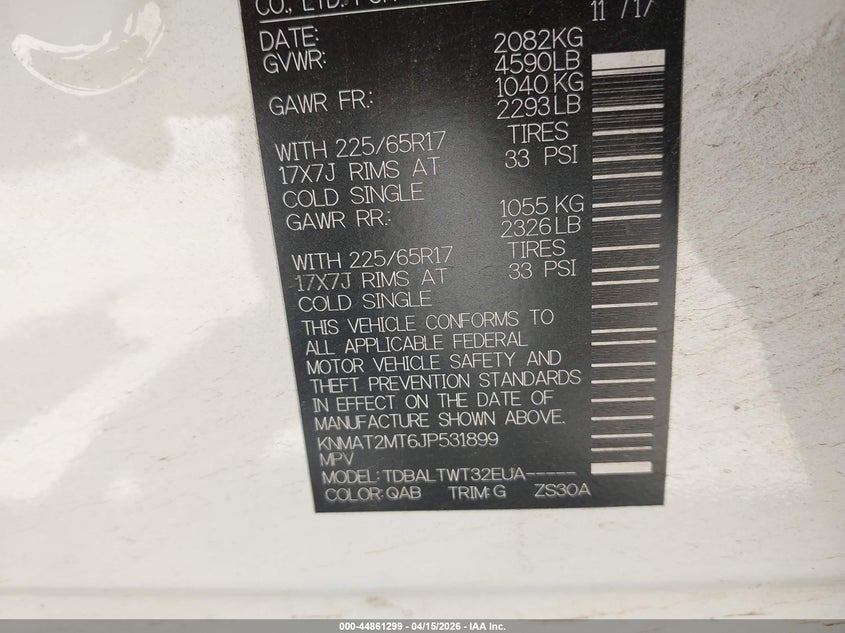 CO., LTD.
11 /17
DATE:
GVWR: 2082KG
4590LB
GAWR FR.: 1040KG
2293LB
WITH 225/65R17 TIRES
17X7J RIMS AT 33 PSI
COLD SINGLE
GAWR RR.: 1055 KG
2326LB
WITH 225/65R17 TIRES
17X7J RIMS AT 33 PSI
COLD SINGLE
THIS VEHICLE CONFORMS TO
ALL APPLICABLE FEDERAL
MOTOR VEHICLE SAFETY AND
THEFT PREVENTION STANDARDS
IN EFFECT ON THE DATE OF
MANUFACTURE SHOWN ABOVE.
KNMAT2MT6JP531899
MPV
MODEL: TDBALTWT32EUA-----
COLOR: QAB TRIM: G ZS30A
000-44861299 - 04/15/2026 - IAA Inc.